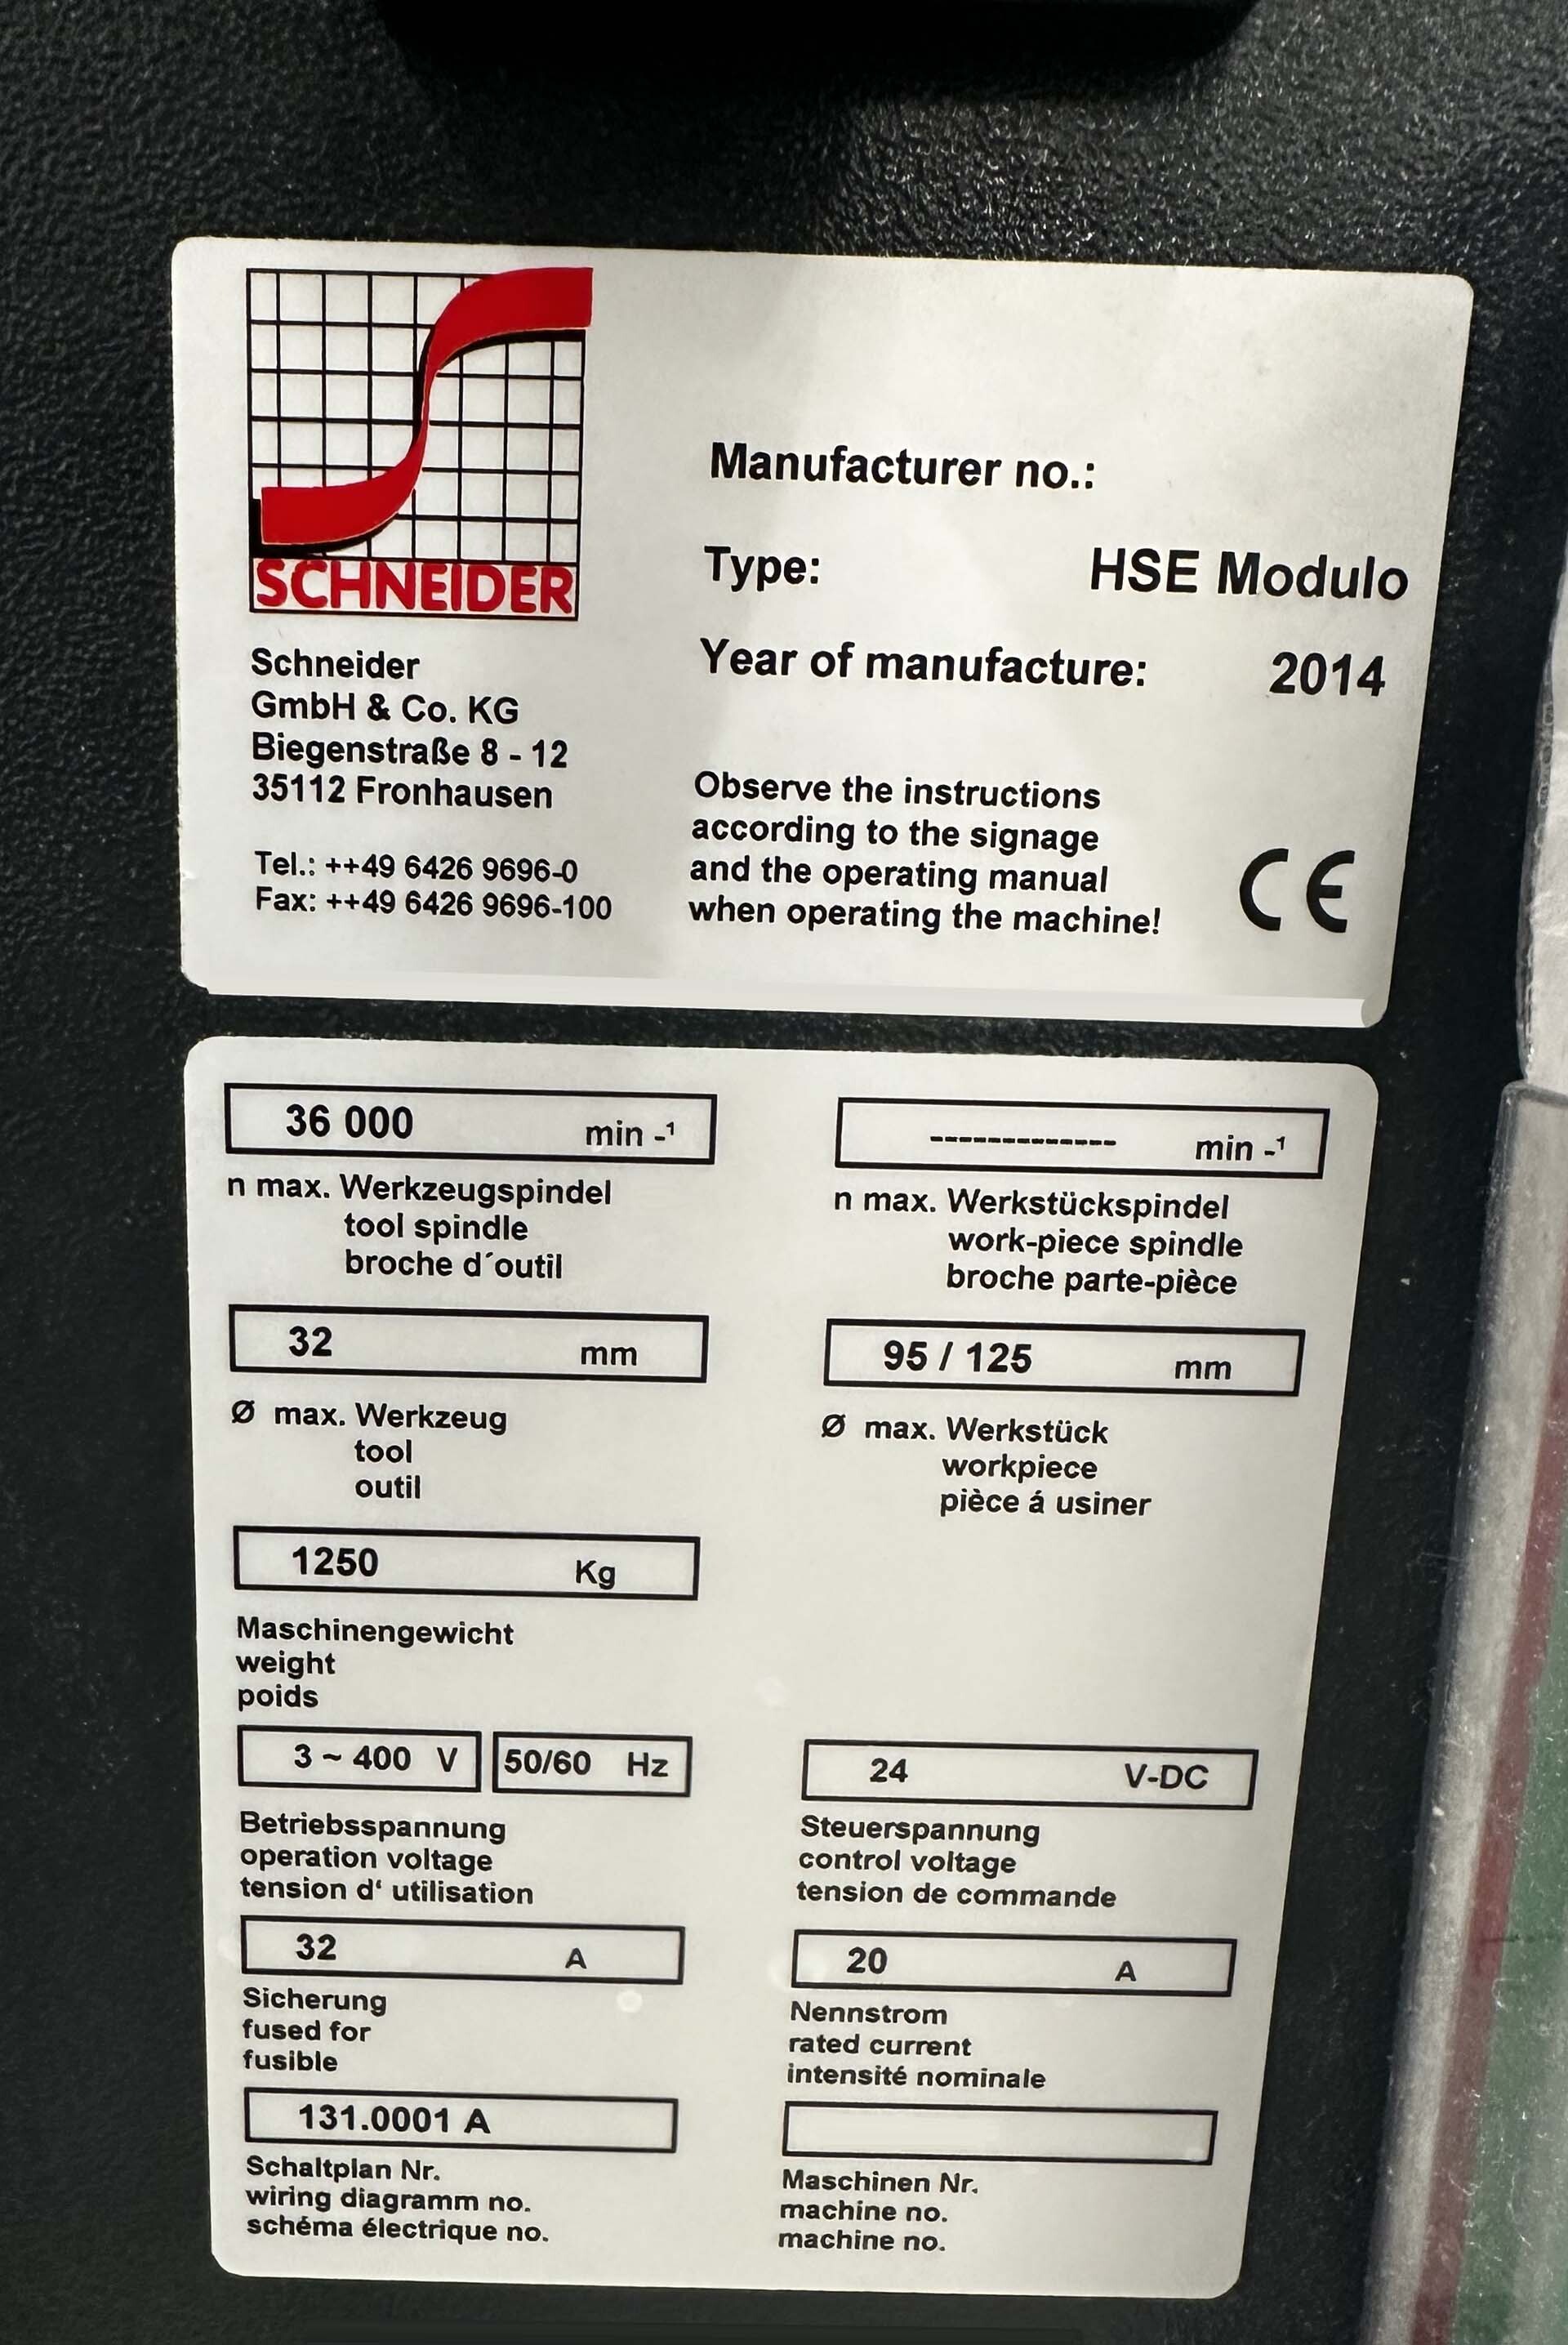 SCHNEIDER
Schneider
GmbH & Co. KG
Biegenstraße 8 - 12
35112 Fronhausen
Tel.: ++49 6426 9696-0
Fax: ++49 6426 9696-100
Manufacturer no.:
Type: HSE Modulo
Year of manufacture: 2014
Observe the instructions
according to the signage
and the operating manual
when operating the machine!
CE
36 000 min -¹
n max. Werkzeugspindel
tool spindle
broche d´outil
------------- min -¹
n max. Werkstückspindel
work-piece spindle
broche parte-pièce
32 mm
Ø max. Werkzeug
tool
outil
95 / 125 mm
Ø max. Werkstück
workpiece
pièce á usiner
1250 Kg
Maschinengewicht
weight
poids
3 ~ 400 V 50/60 Hz
Betriebsspannung
operation voltage
tension d‘ utilisation
24 V-DC
Steuerspannung
control voltage
tension de commande
32 A
Sicherung
fused for
fusible
20 A
Nennstrom
rated current
intensité nominale
131.0001 A
Schaltplan Nr.
wiring diagramm no.
schéma électrique no.
Maschinen Nr.
machine no.
machine no.